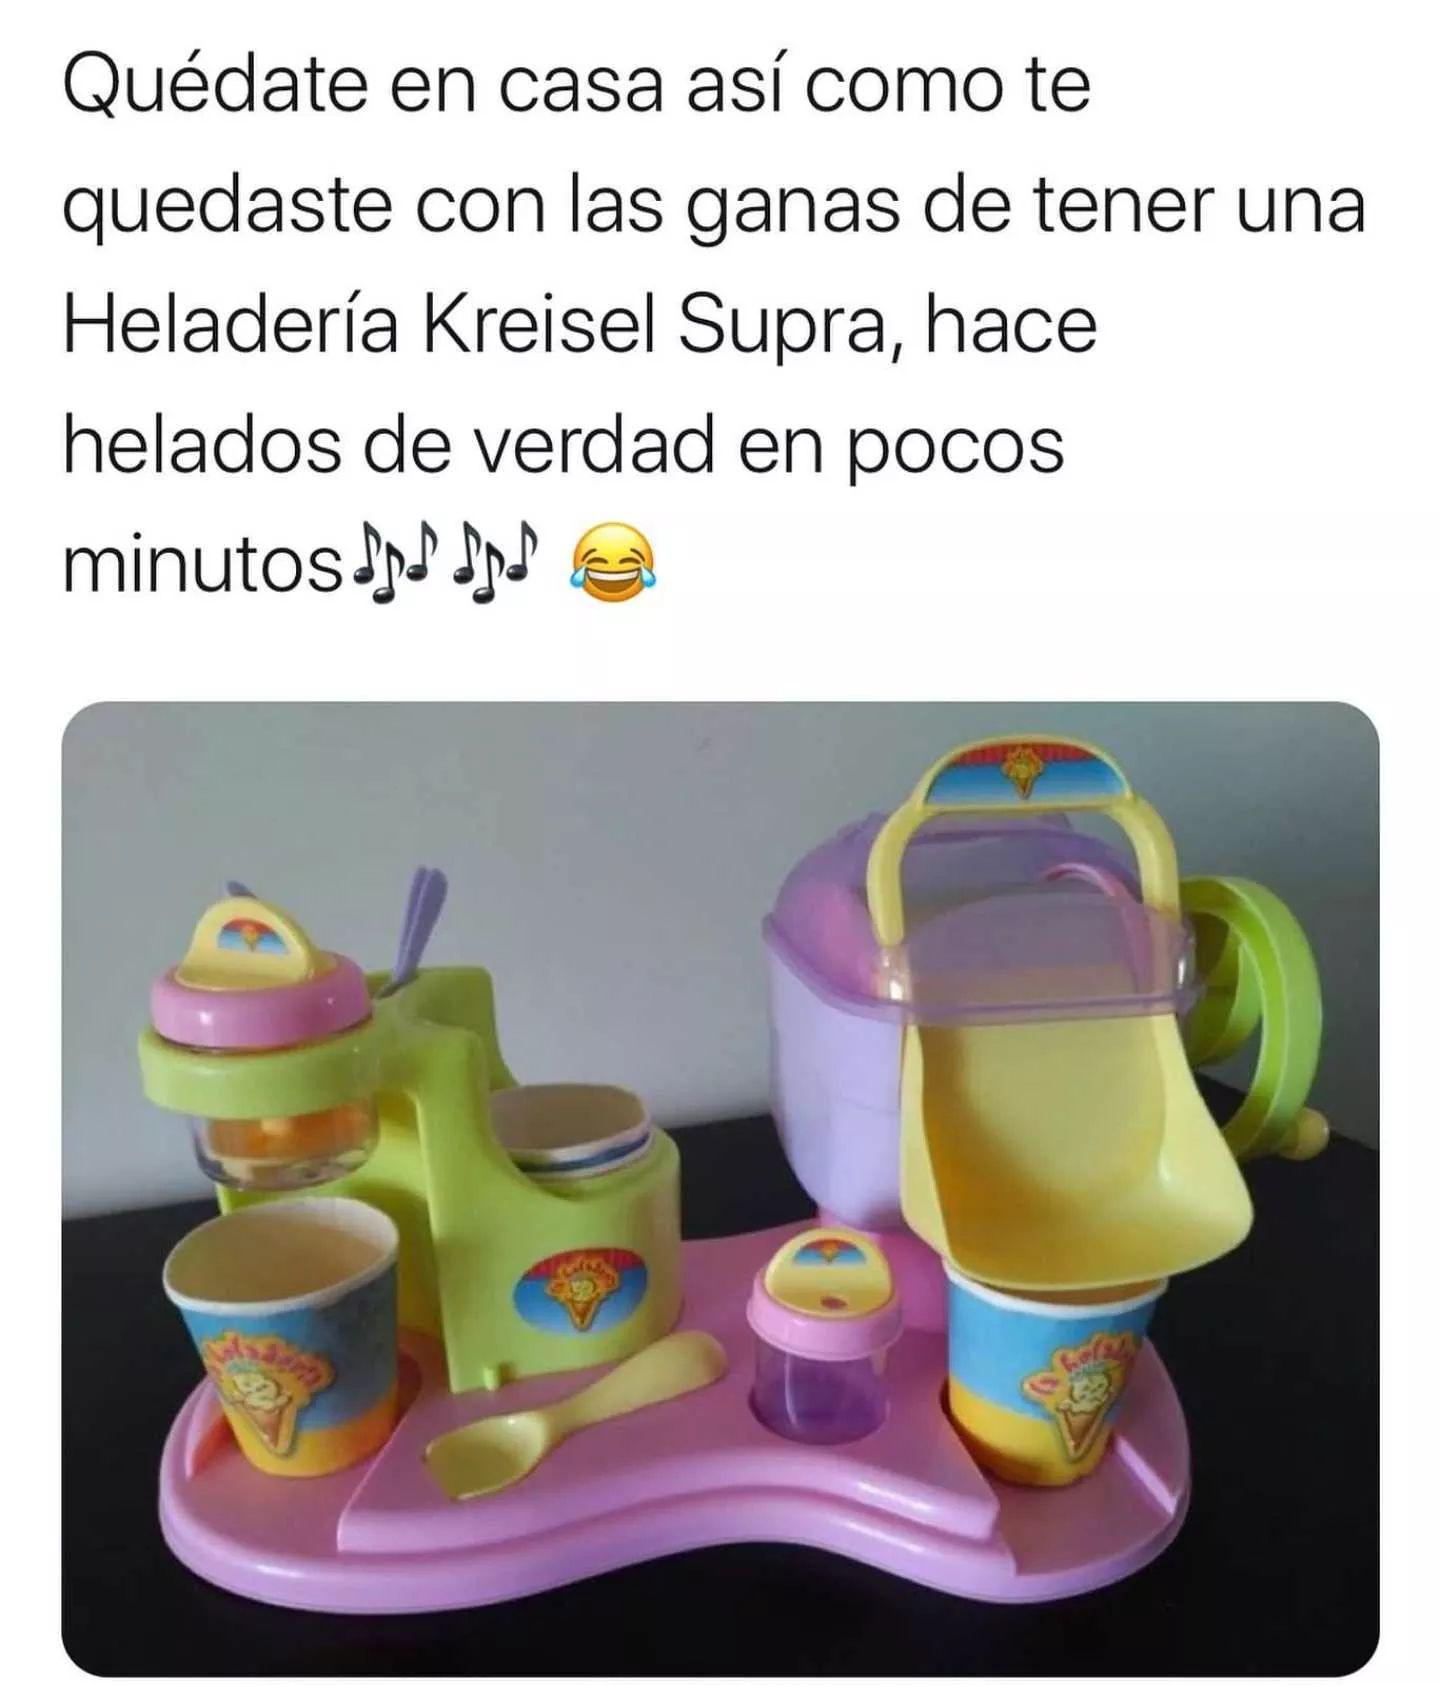 Quédate en casa así como te
quedaste con las ganas de tener una
Heladería Kreisel Supra, hace
helados de verdad en pocos
minutos🎶🎶 😂